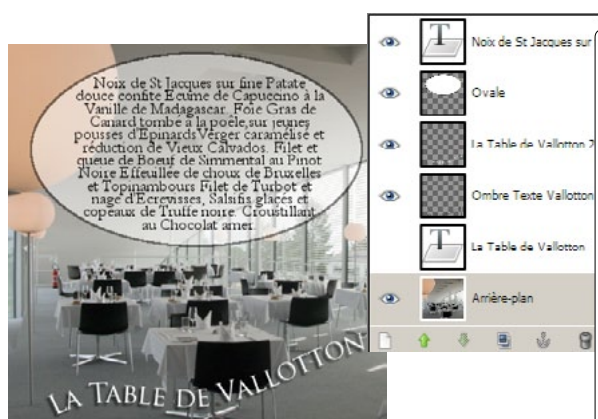 Noix de St Jacques sur fine Patate
douce confite Ecume de Capuccino à la
Vanille de Madagascar. Foie Gras de
Canard tombé à la poêle,sur jeunes
pousses d'Epinards Verger caramélisé et
réduction de Vieux Calvados. Filet et
queue de Boeuf de Simmental au Pinot
Noire Effeuillée de choux de Bruxelles
et Topinambours Filet de Turbot et
nage d'Ecrevisses, Salsifis glacés et
copeaux de Truffe noire. Croustillant
au Chocolat amer.
LA TABLE DE VALLOTTON
Noix de St Jacques sur
Ovale
La Table de Vallotton 2
Ombre Texte Vallotton
La Table de Vallotton
Arrière-plan